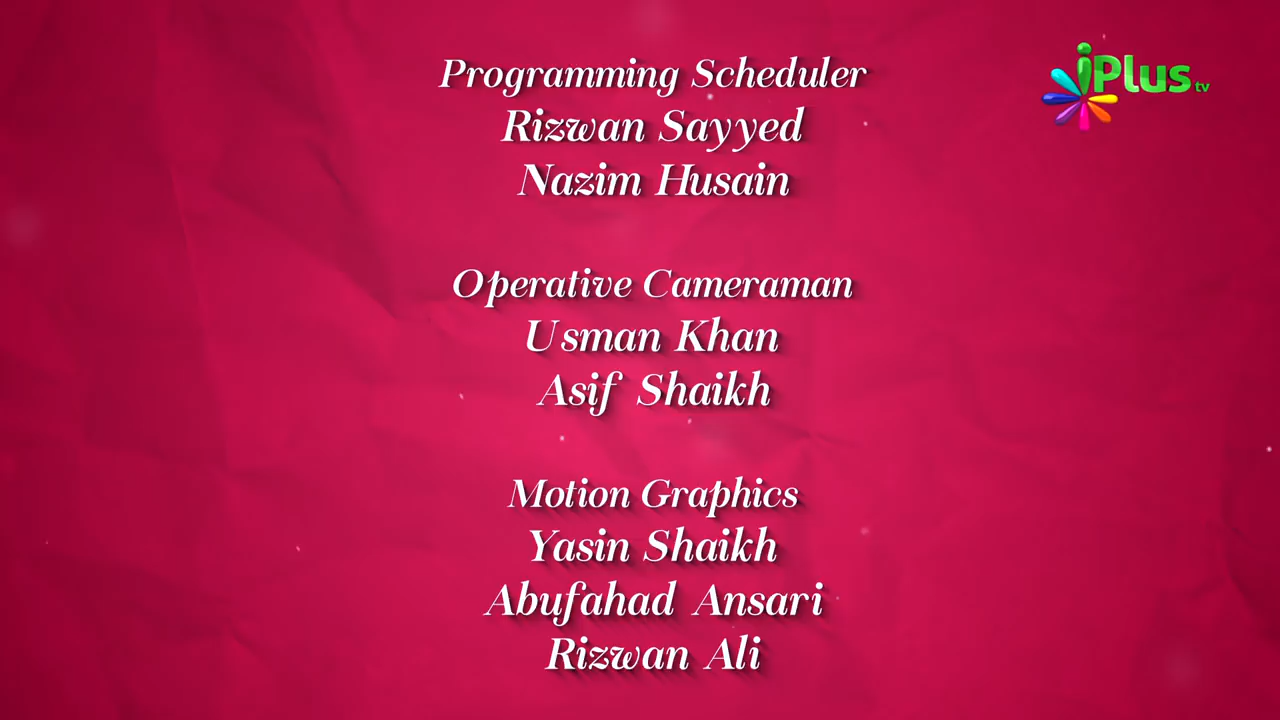 Programming Scheduler
Rizwan Sayyed
Nazim Husain
Operative Cameraman
Usman Khan
Asif Shaikh
Motion Graphics
Yasin Shaikh
Abufahad Ansari
Rizwan Ali
iPlus tv